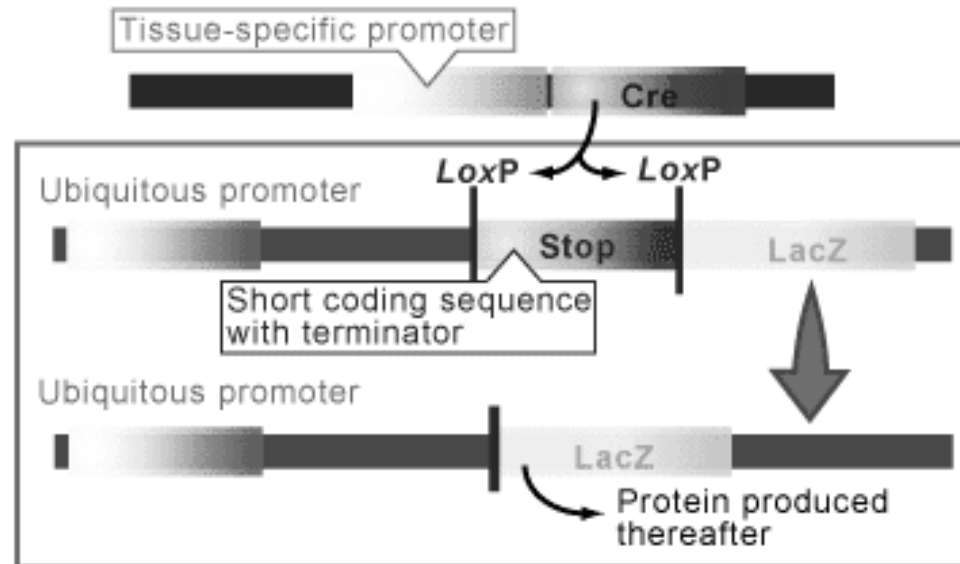 Tissue-specific promoter
Cre
LoxP LoxP
Ubiquitous promoter
Stop LacZ
Short coding sequence
with terminator
Ubiquitous promoter
LacZ
Protein produced
thereafter